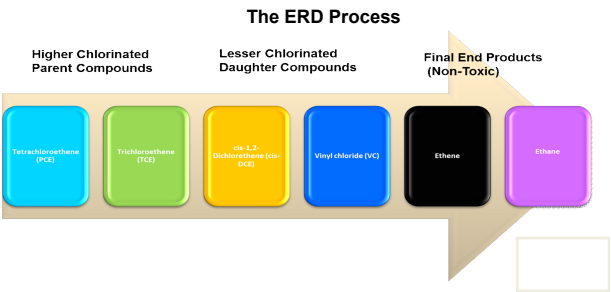 The ERD Process
Higher Chlorinated
Parent Compounds
Lesser Chlorinated
Daughter Compounds
Final End Products
(Non-Toxic)
Tetrachloroethene
(PCE)
Trichloroethene
(TCE)
cis-1,2-
Dichlorethene (cis-
DCE)
Vinyl chloride (VC)
Ethene
Ethane